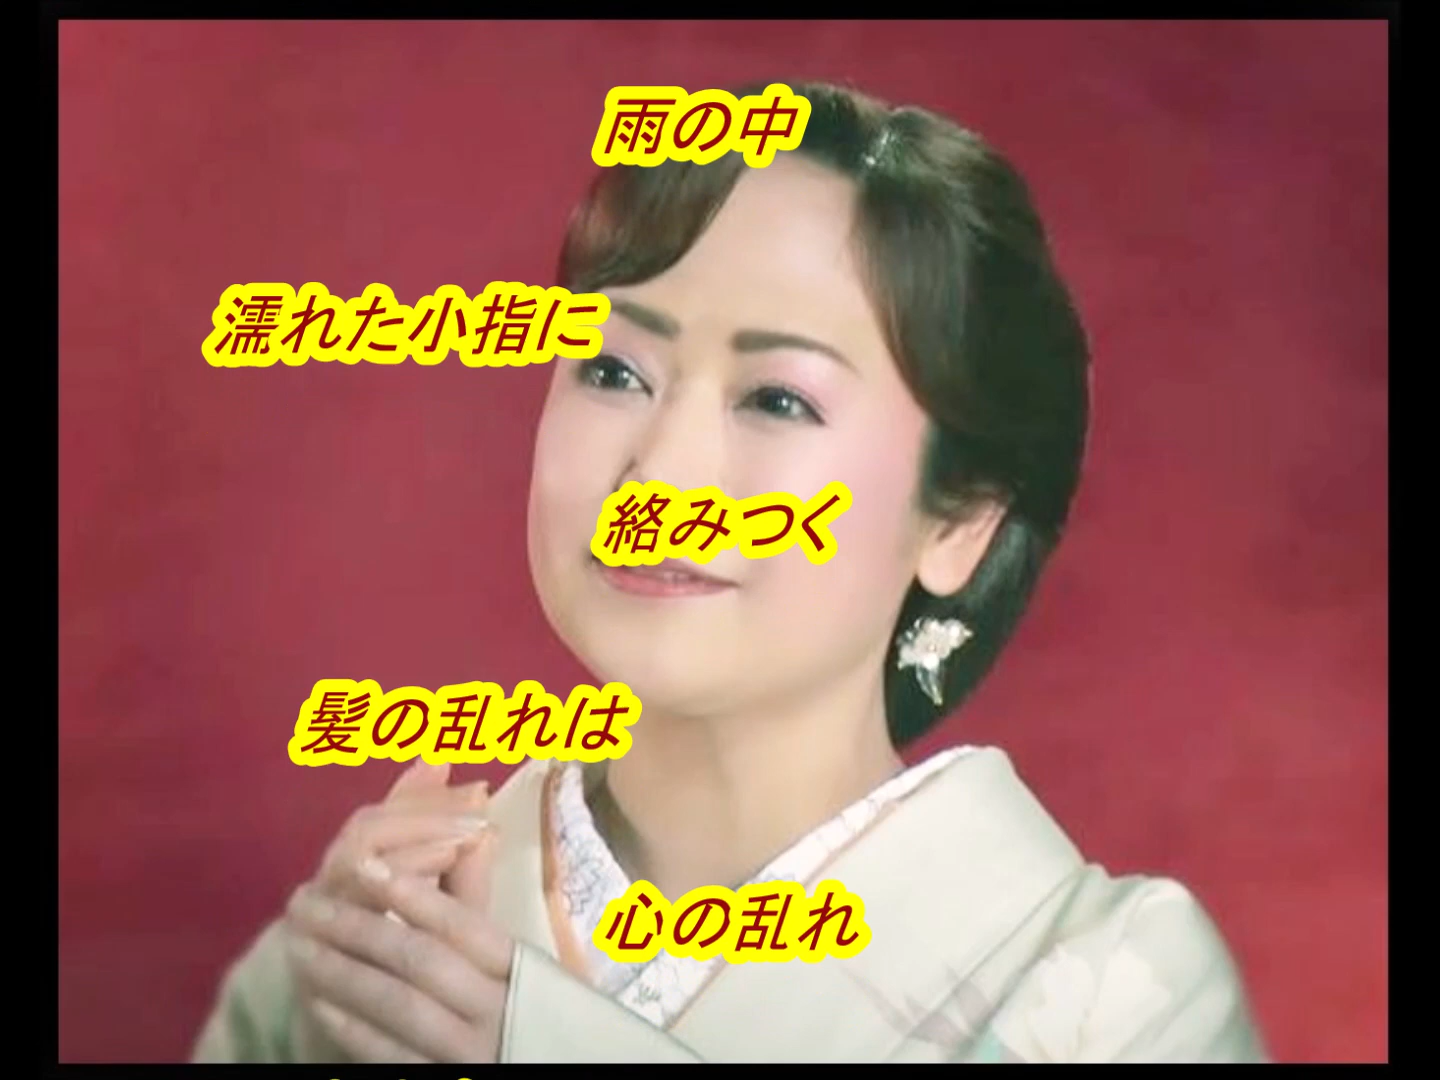 雨の中
濡れた小指に
絡みつく
髪の乱れは
心の乱れ